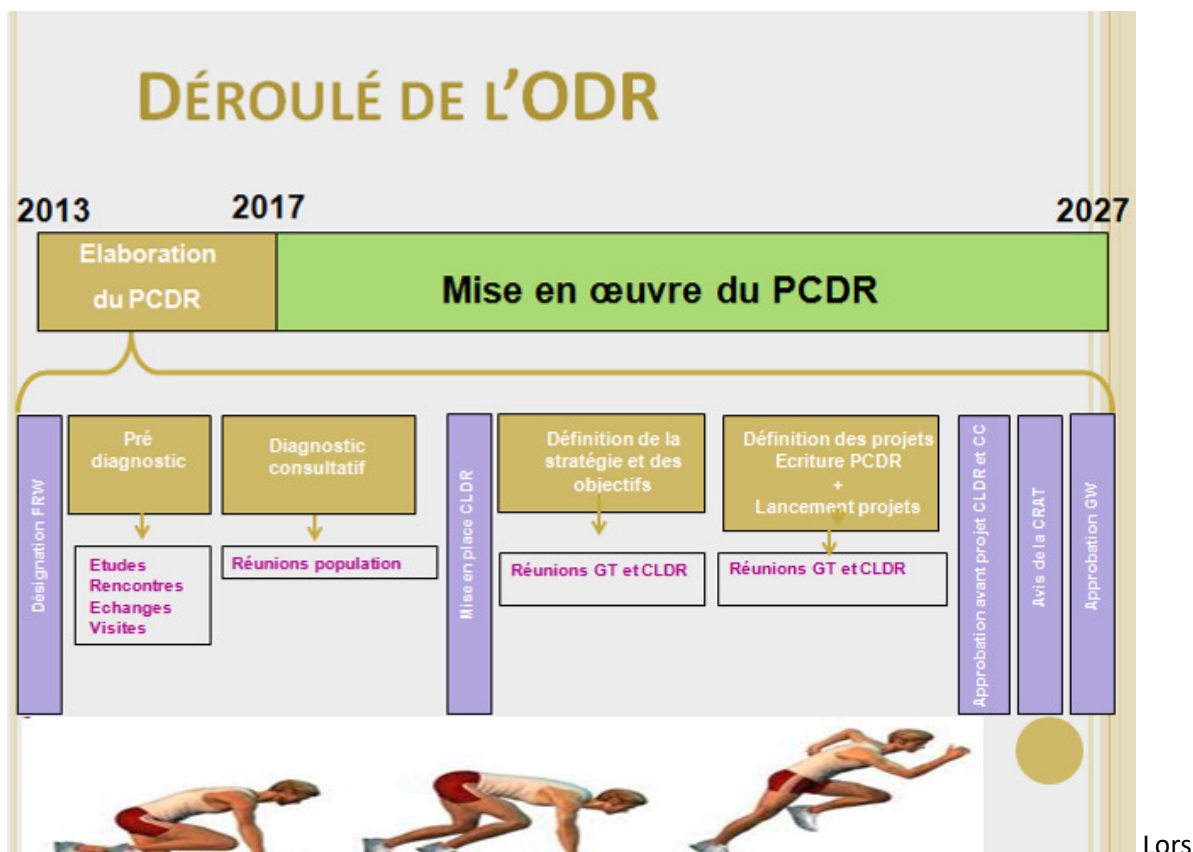 DÉROULÉ DE L'ODR
2013
2017
2027
Elaboration
du PCDR
Mise en œuvre du PCDR
Désignation FRW
Pré
diagnostic
Etudes
Rencontres
Echanges
Visites
Diagnostic
consultatif
Réunions population
Mise en place CLDR
Définition de la
stratégie et des
objectifs
Réunions GT et CLDR
Définition des projets
Ecriture PCDR
+
Lancement projets
Réunions GT et CLDR
Approbation avant projet CLDR et CC
Avis de la CRAT
Approbation GW
Lors